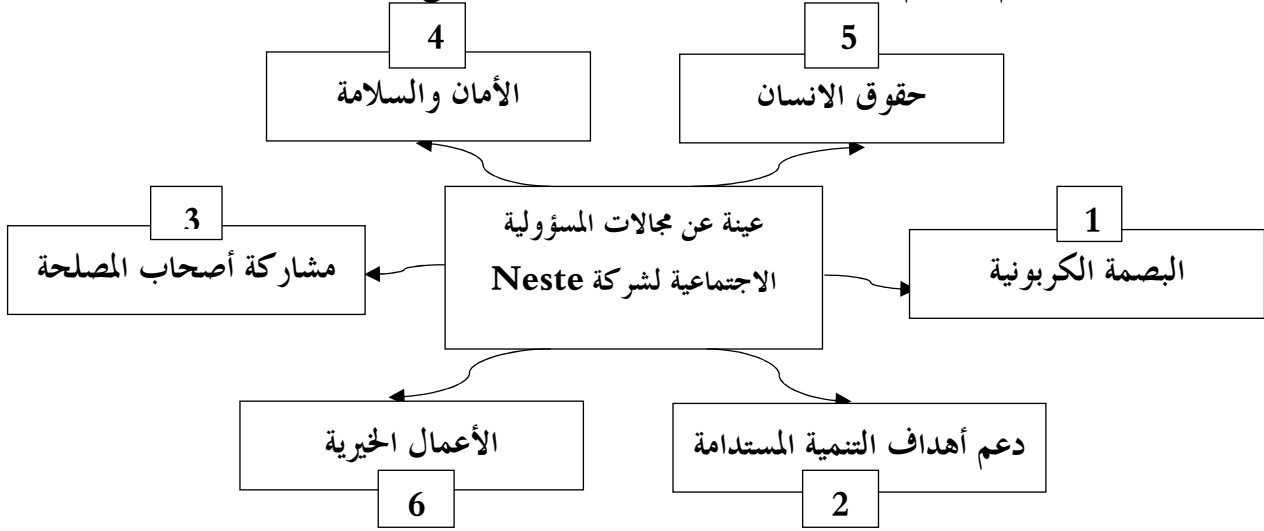 4
5
الأمان والسلامة
حقوق الانسان
3
عينة عن مجالات المسؤولية
1
مشاركة أصحاب المصلحة
الاجتماعية لشركة Neste
البصمة الكربونية
الأعمال الخيرية
دعم أهداف التنمية المستدامة
6
2